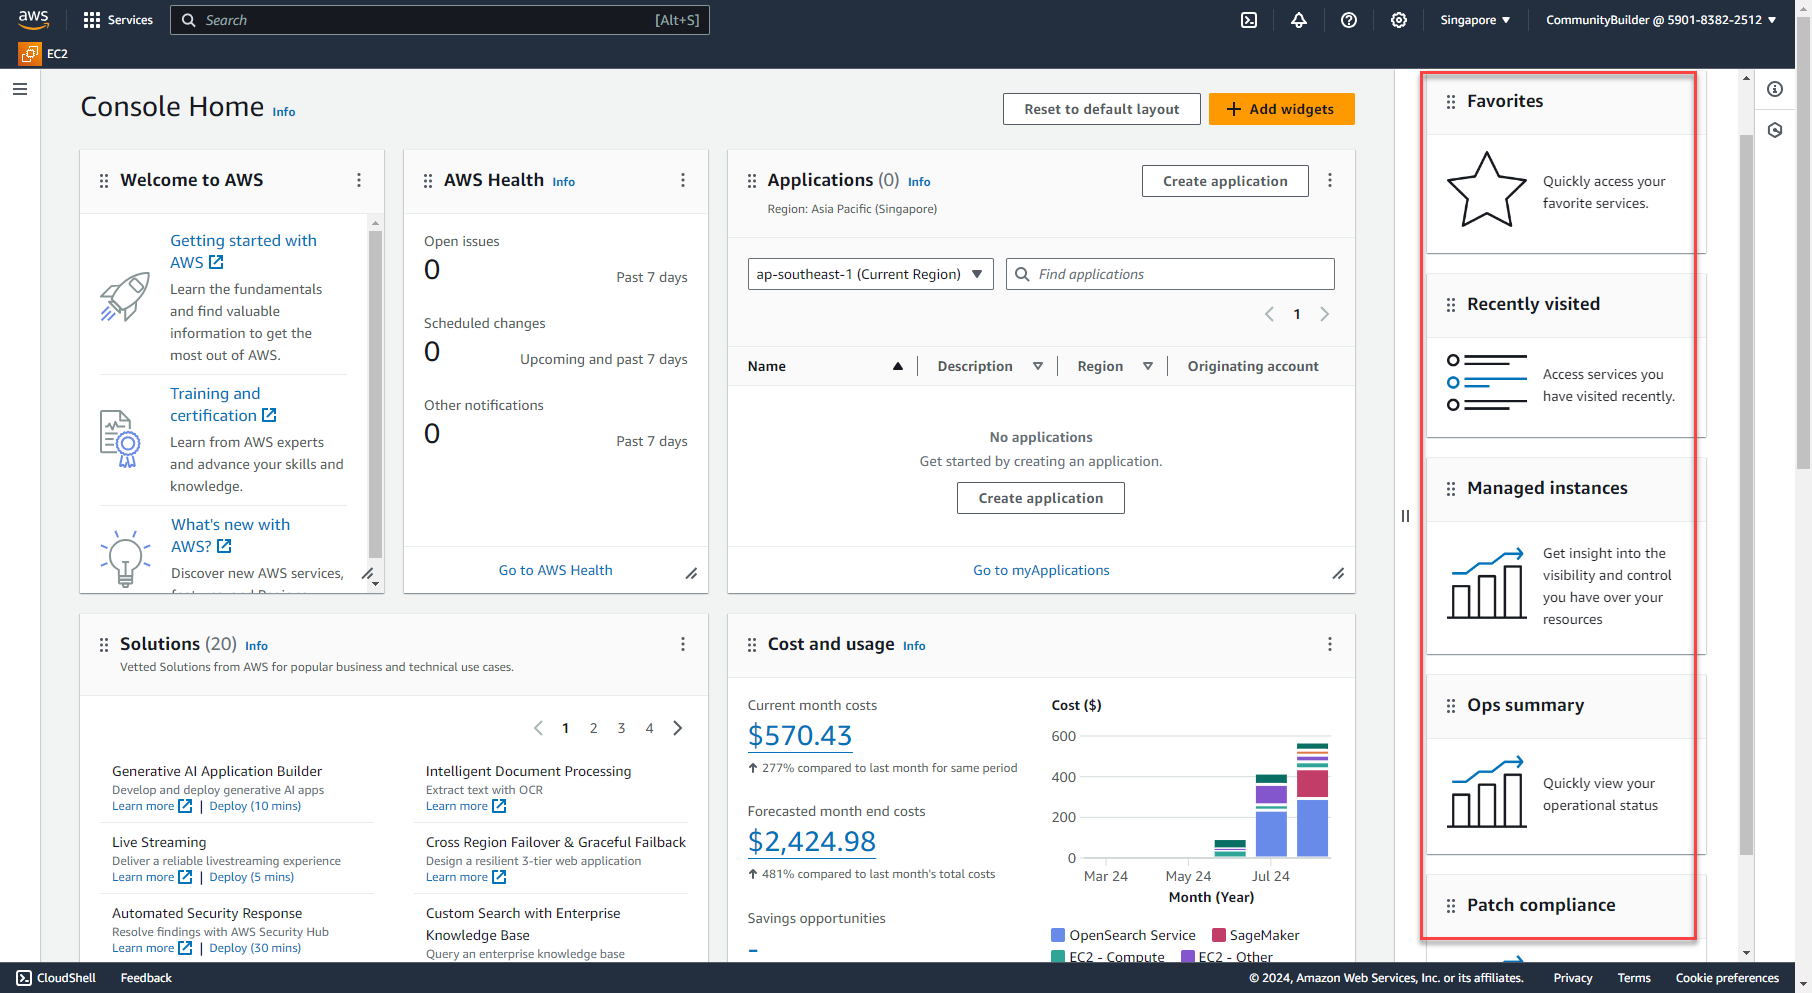 aws
Services
Search
[Alt+S]
Singapore ▼
CommunityBuilder @ 5901-8382-2512 ▼
EC2
Console Home Info
Reset to default layout
+ Add widgets
Welcome to AWS
Getting started with
AWS
Learn the fundamentals
and find valuable
information to get the
most out of AWS.
Training and
certification
Learn from AWS experts
and advance your skills and
knowledge.
What's new with
AWS?
Discover new AWS services,
AWS Health Info
Open issues
0
Past 7 days
Scheduled changes
0
Upcoming and past 7 days
Other notifications
0
Past 7 days
Go to AWS Health
Applications (0) Info
Region: Asia Pacific (Singapore)
Create application
ap-southeast-1 (Current Region)
Find applications
1
Name
Description
Region
Originating account
No applications
Get started by creating an application.
Create application
Go to myApplications
Solutions (20) Info
Vetted Solutions from AWS for popular business and technical use cases.
1 2 3 4
Generative AI Application Builder
Develop and deploy generative AI apps
Learn more | Deploy (10 mins)
Live Streaming
Deliver a reliable livestreaming experience
Learn more | Deploy (5 mins)
Automated Security Response
Resolve findings with AWS Security Hub
Learn more | Deploy (30 mins)
Intelligent Document Processing
Extract text with OCR
Learn more
Cross Region Failover & Graceful Failback
Design a resilient 3-tier web application
Learn more
Custom Search with Enterprise
Knowledge Base
Query an enterprise knowledge base
Cost and usage Info
Current month costs
$570.43
↑ 277% compared to last month for same period
Forecasted month end costs
$2,424.98
↑ 481% compared to last month's total costs
Savings opportunities
-
Cost ($)
600
400
200
0
Mar 24
May 24
Jul 24
Month (Year)
OpenSearch Service
SageMaker
EC2 - Compute
EC2 - Other
Favorites
Quickly access your
favorite services.
Recently visited
Access services you
have visited recently.
Managed instances
Get insight into the
visibility and control
you have over your
resources
Ops summary
Quickly view your
operational status
Patch compliance
CloudShell
Feedback
© 2024, Amazon Web Services, Inc. or its affiliates.
Privacy
Terms
Cookie preferences